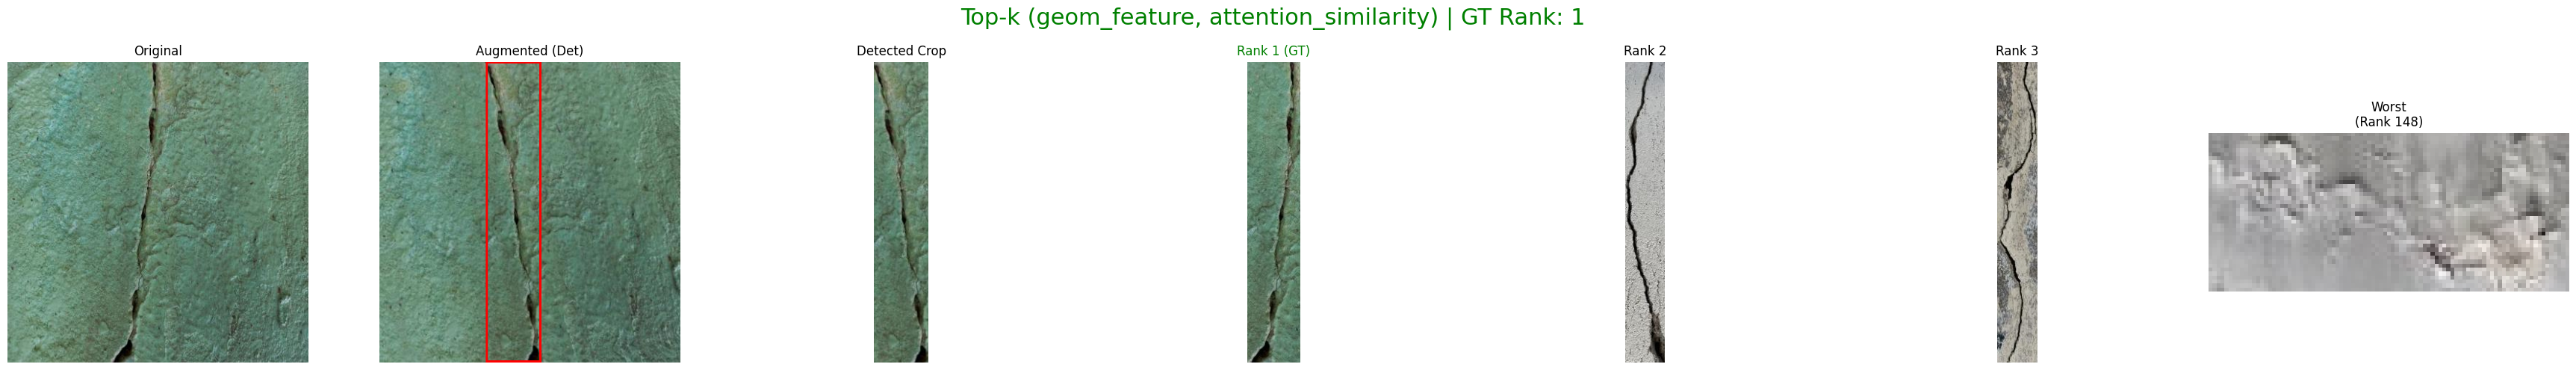 Top-k (geom_feature, attention_similarity) | GT Rank: 1
Original
Augmented (Det)
Detected Crop
Rank 1 (GT)
Rank 2
Rank 3
Worst
(Rank 148)